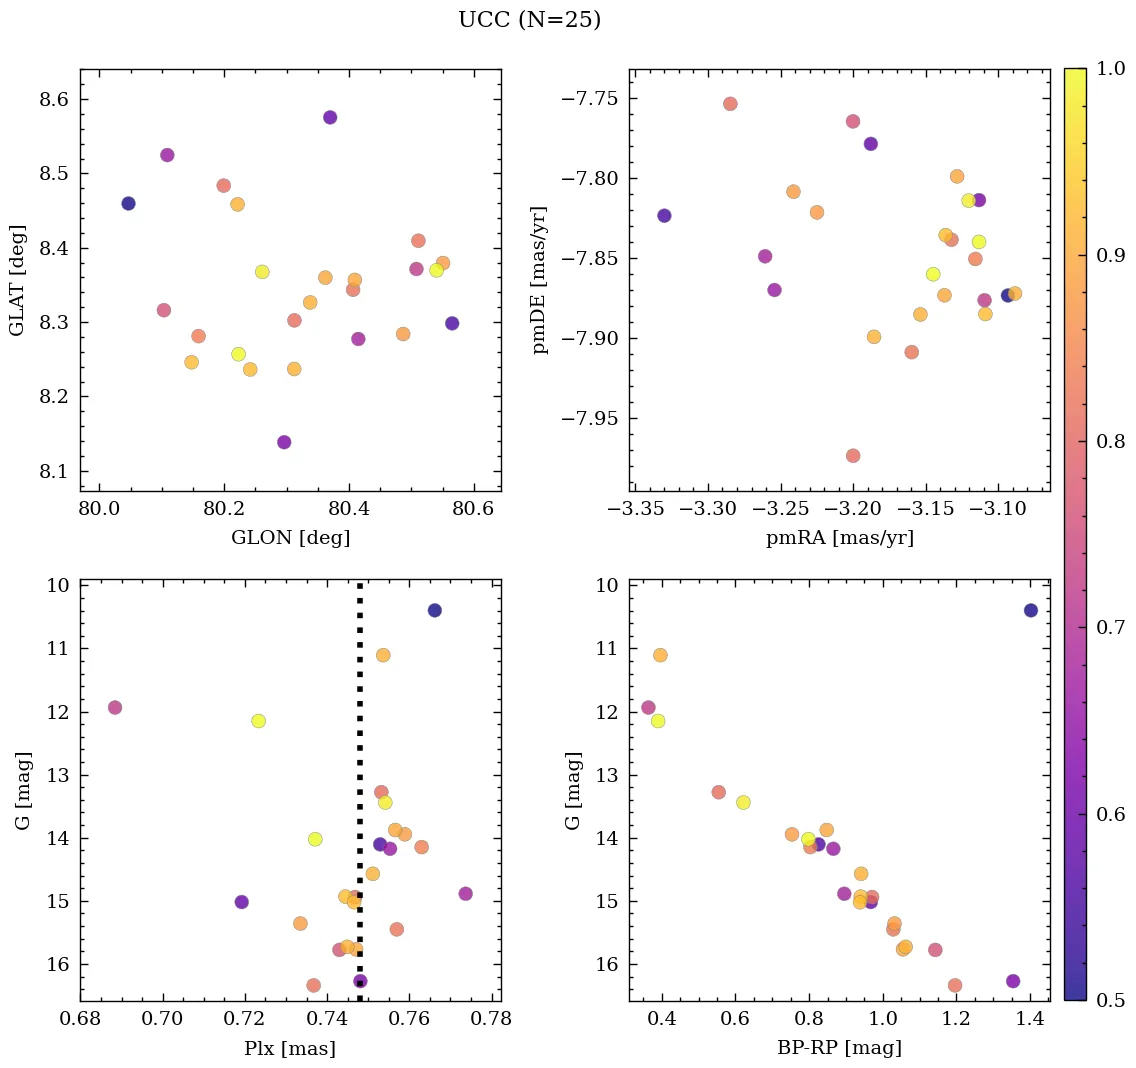 UCC (N=25)
8.6
8.5
8.4
8.3
8.2
8.1
GLAT [deg]
80.0 80.2 80.4 80.6
GLON [deg]
−7.75
−7.80
−7.85
−7.90
−7.95
pmDE [mas/yr]
−3.35 −3.30 −3.25 −3.20 −3.15 −3.10
pmRA [mas/yr]
10
11
12
13
14
15
16
G [mag]
0.68 0.70 0.72 0.74 0.76 0.78
Plx [mas]
10
11
12
13
14
15
16
G [mag]
0.4 0.6 0.8 1.0 1.2 1.4
BP-RP [mag]
1.0
0.9
0.8
0.7
0.6
0.5